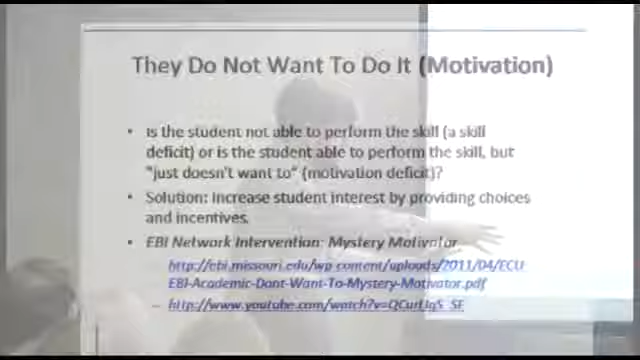 They Do Not Want To Do It (Motivation)
• Is the student not able to perform the skill (a skill
deficit) or is the student able to perform the skill, but
"just doesn't want to" (motivation deficit)?
• Solution: Increase student interest by providing choices
and incentives.
• EBI Network Intervention: Mystery Motivator
http://ebi.missouri.edu/wp-content/uploads/2011/04/ECU-
EBI-Academic-Dont-Want-To-Mystery-Motivator.pdf
–